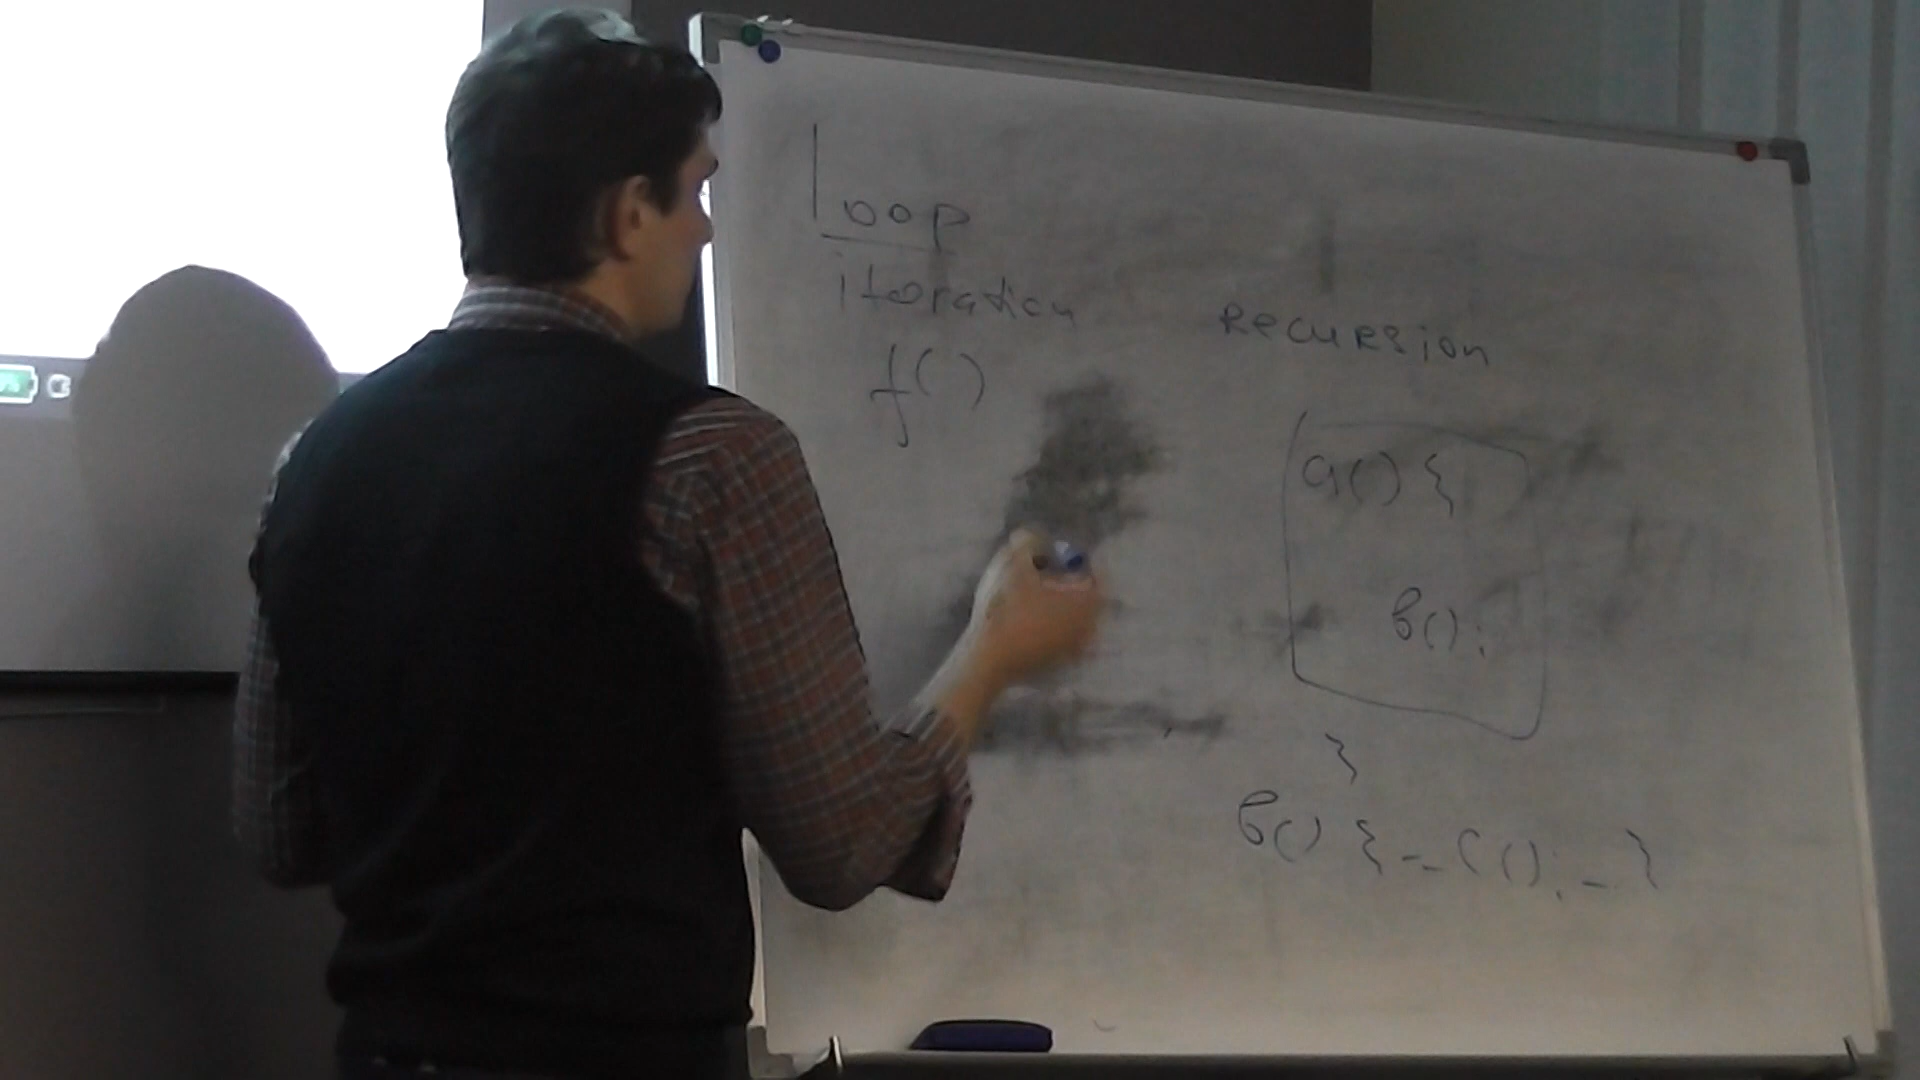 loop
iteration
f()
Recursion
a() {
b();
}
b() { - c(); - }